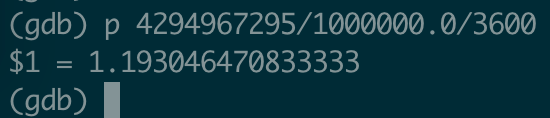 (gdb) p 4294967295/1000000.0/3600
$1 = 1.193046470833333
(gdb)